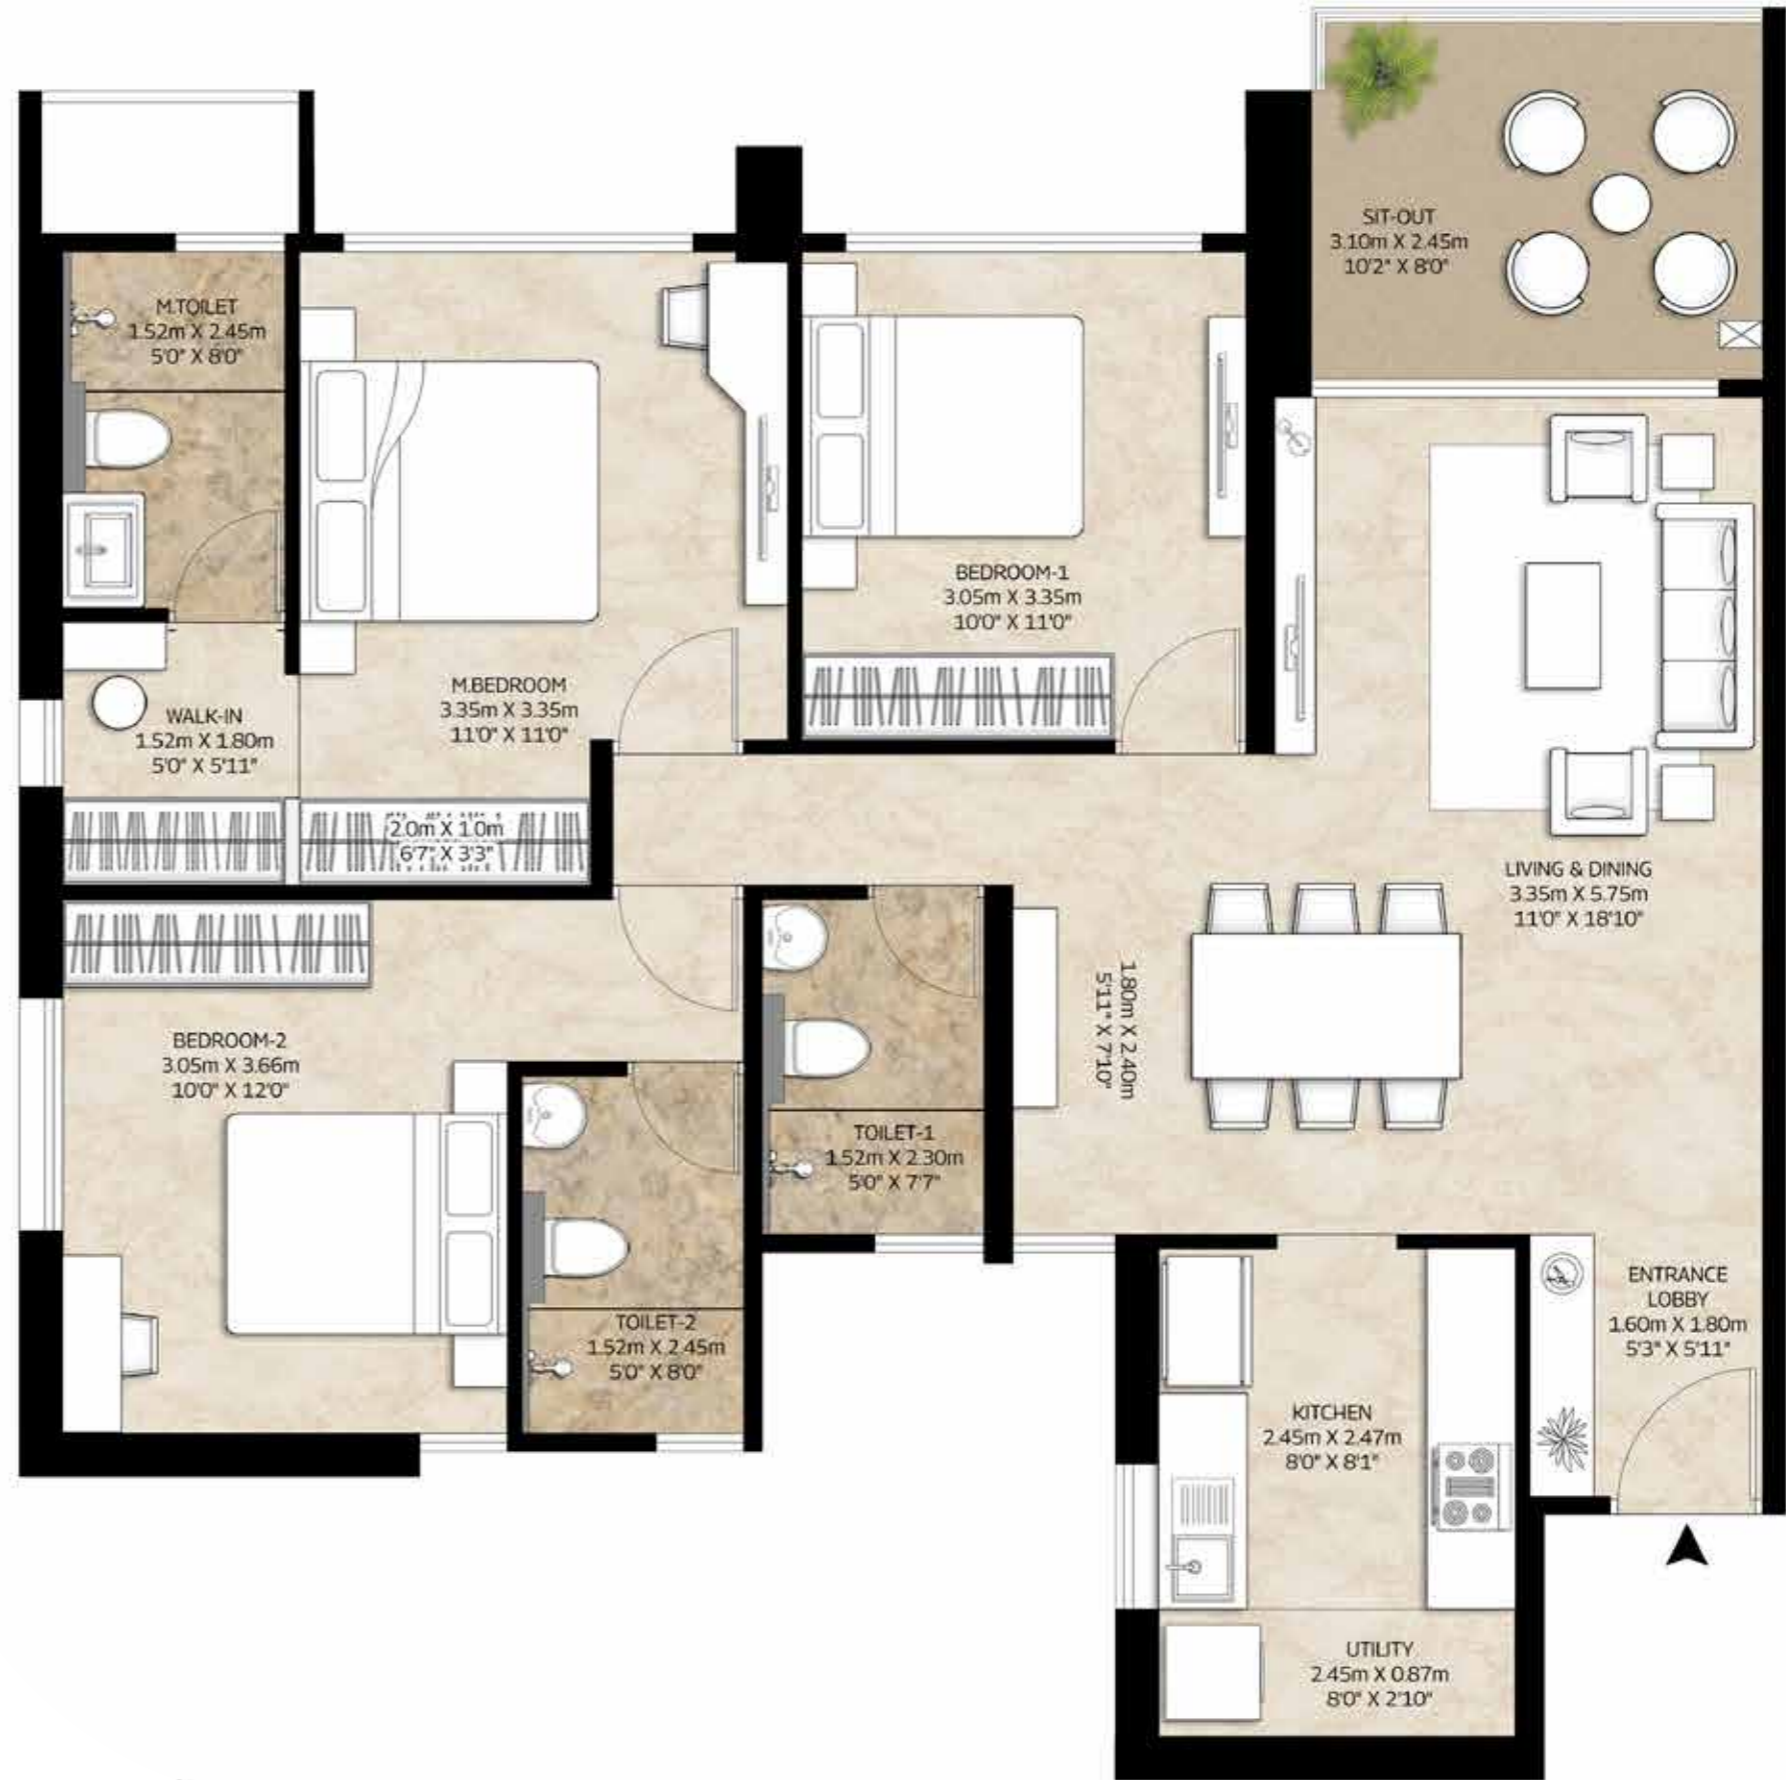 SIT-OUT
3.10m X 2.45m
10'2" X 8'0"
M.TOILET
1.52m X 2.45m
5'0" X 8'0"
BEDROOM-1
3.05m X 3.35m
10'0" X 11'0"
M.BEDROOM
3.35m X 3.35m
11'0" X 11'0"
WALK-IN
1.52m X 1.80m
5'0" X 5'11"
2.0m X 1.0m
6'7" X 3'3"
LIVING & DINING
3.35m X 5.75m
11'0" X 18'10"
1.80m X 2.40m
5'11" X 7'10"
BEDROOM-2
3.05m X 3.66m
10'0" X 12'0"
TOILET-1
1.52m X 2.30m
5'0" X 7'7"
TOILET-2
1.52m X 2.45m
5'0" X 8'0"
ENTRANCE
LOBBY
1.60m X 1.80m
5'3" X 5'11"
KITCHEN
2.45m X 2.47m
8'0" X 8'1"
UTILITY
2.45m X 0.87m
8'0" X 2'10"